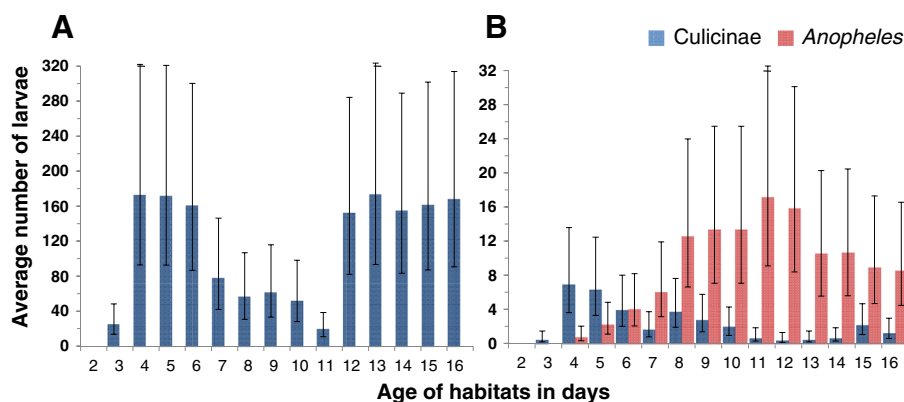 A
B
Culicinae Anopheles
Average number of larvae
320
280
240
200
160
120
80
40
0
2 3 4 5 6 7 8 9 10 11 12 13 14 15 16
32
28
24
20
16
12
8
4
0
2 3 4 5 6 7 8 9 10 11 12 13 14 15 16
Age of habitats in days